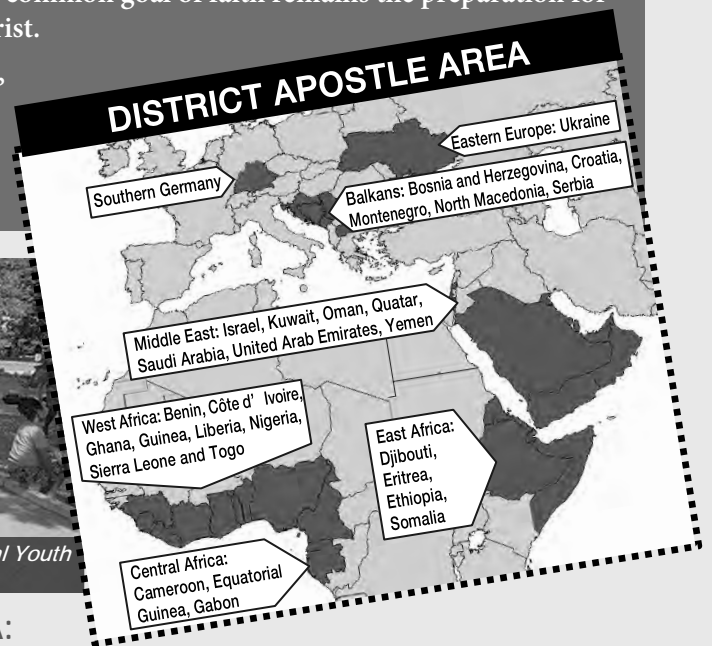 common goal of faith remains the preparation for
rist.
,
DISTRICT APOSTLE AREA
Eastern Europe: Ukraine
Southern Germany
Balkans: Bosnia and Herzegovina, Croatia,
Montenegro, North Macedonia, Serbia
Middle East: Israel, Kuwait, Oman, Quatar,
Saudi Arabia, United Arab Emirates, Yemen
West Africa: Benin, Côte d' Ivoire,
Ghana, Guinea, Liberia, Nigeria,
Sierra Leone and Togo
East Africa:
Djibouti,
Eritrea,
Ethiopia,
Somalia
Central Africa:
Cameroon, Equatorial
Guinea, Gabon
al Youth
: